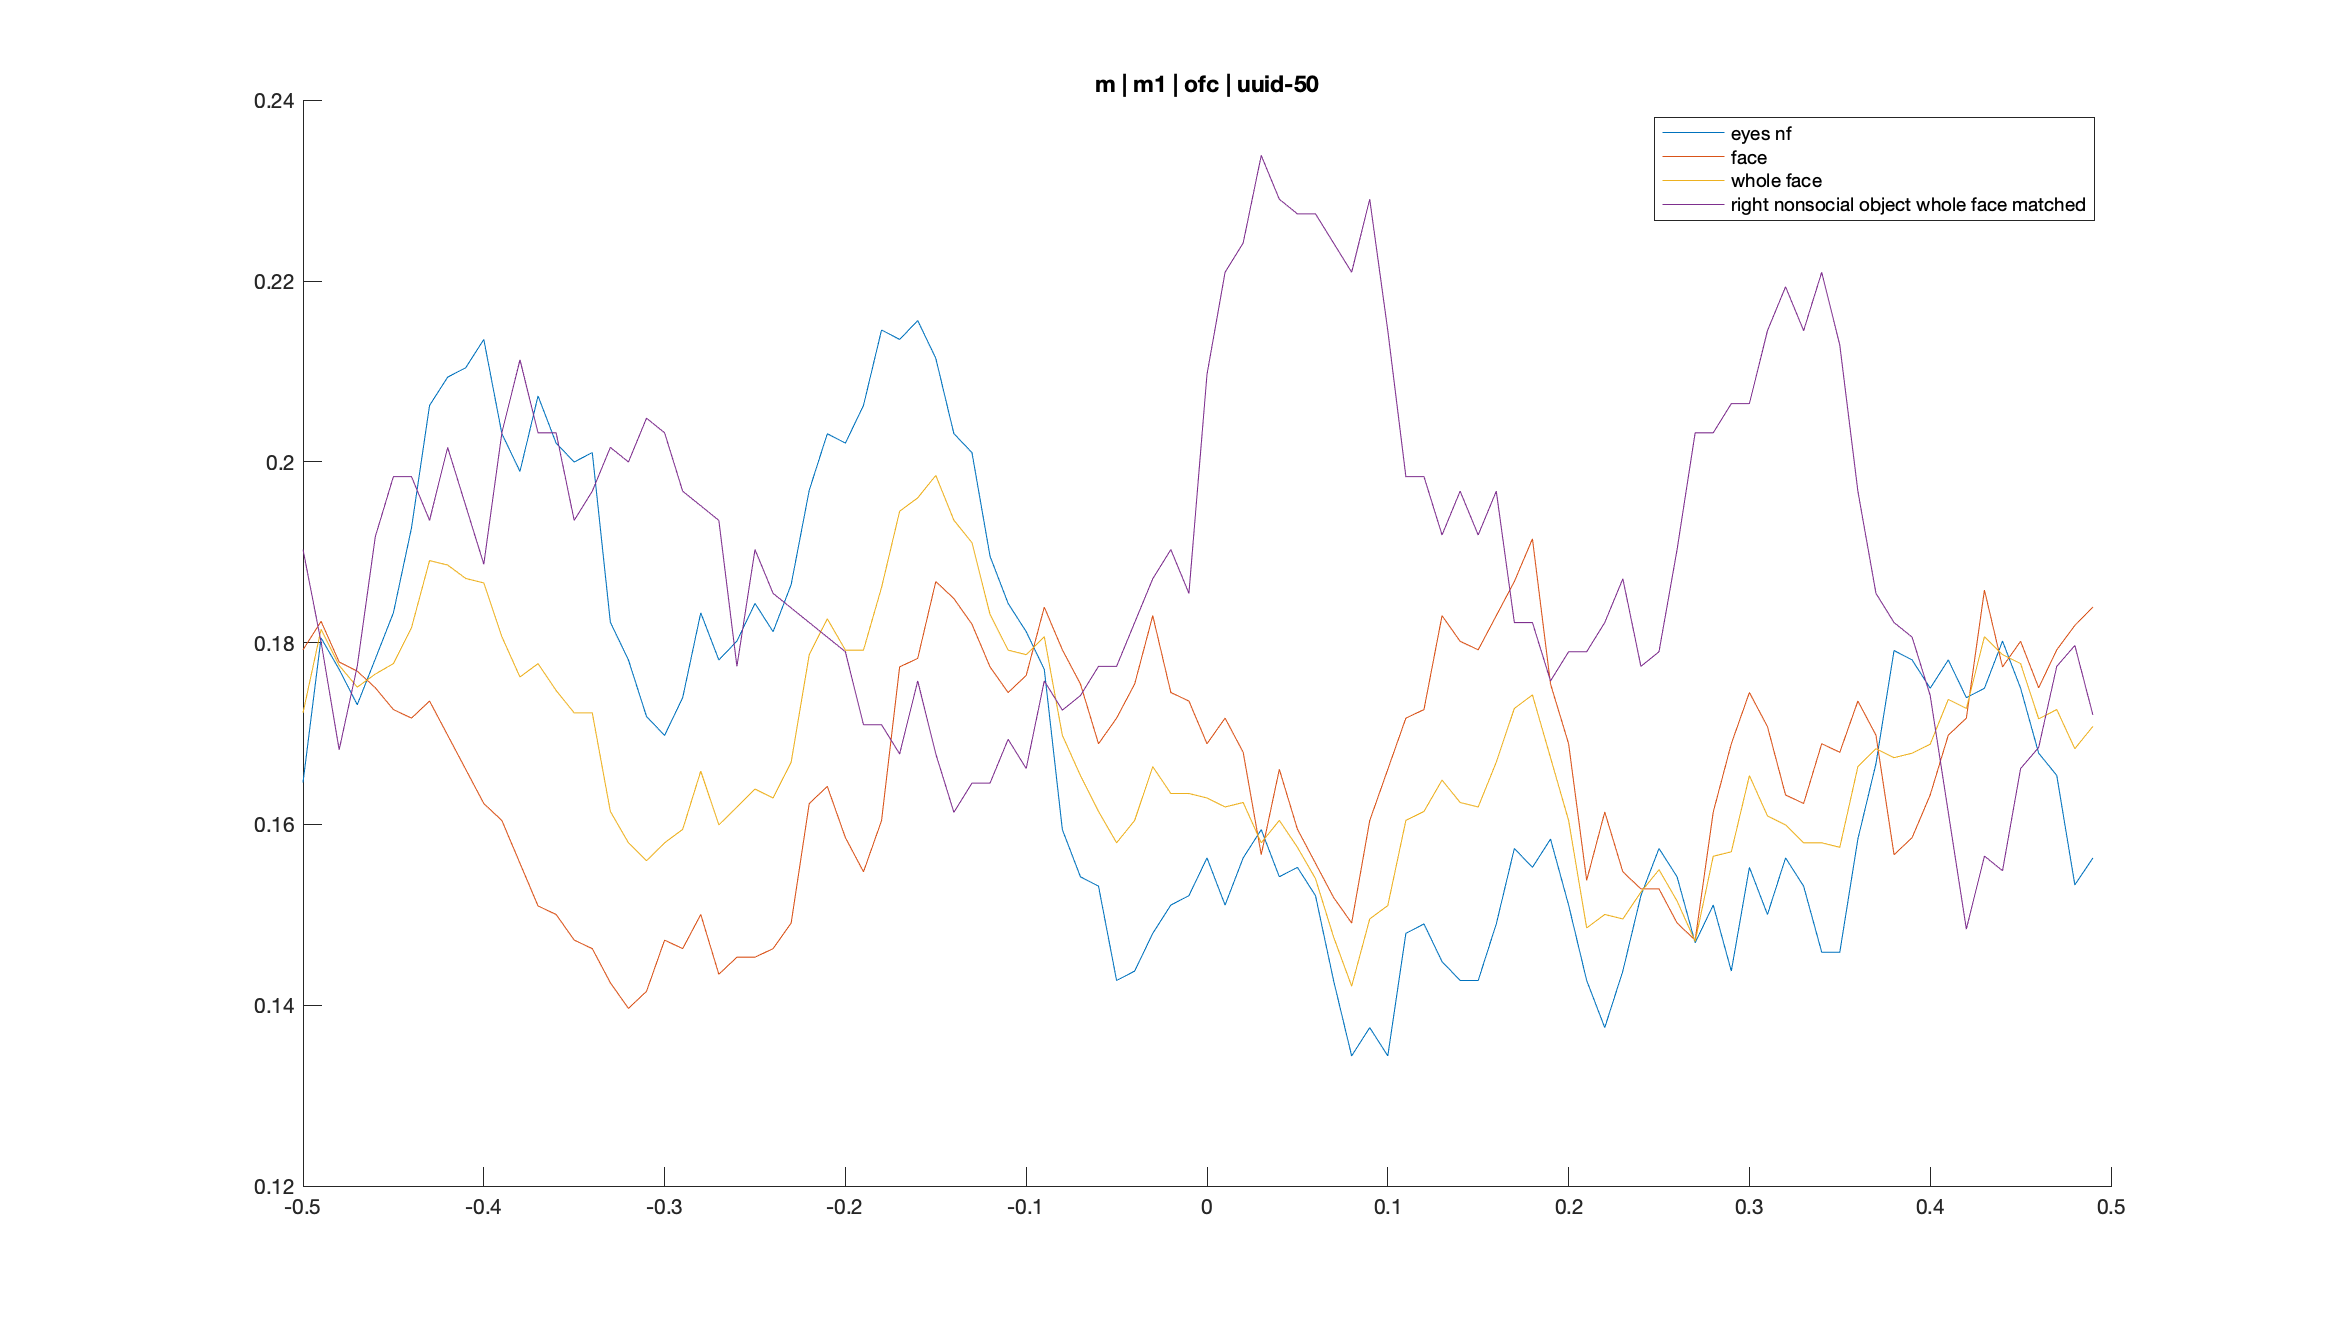 m | m1 | ofc | uuid-50
0.24
0.22
0.2
0.18
0.16
0.14
0.12
eyes nf
face
whole face
right nonsocial object whole face matched
-0.5 -0.4 -0.3 -0.2 -0.1 0 0.1 0.2 0.3 0.4 0.5